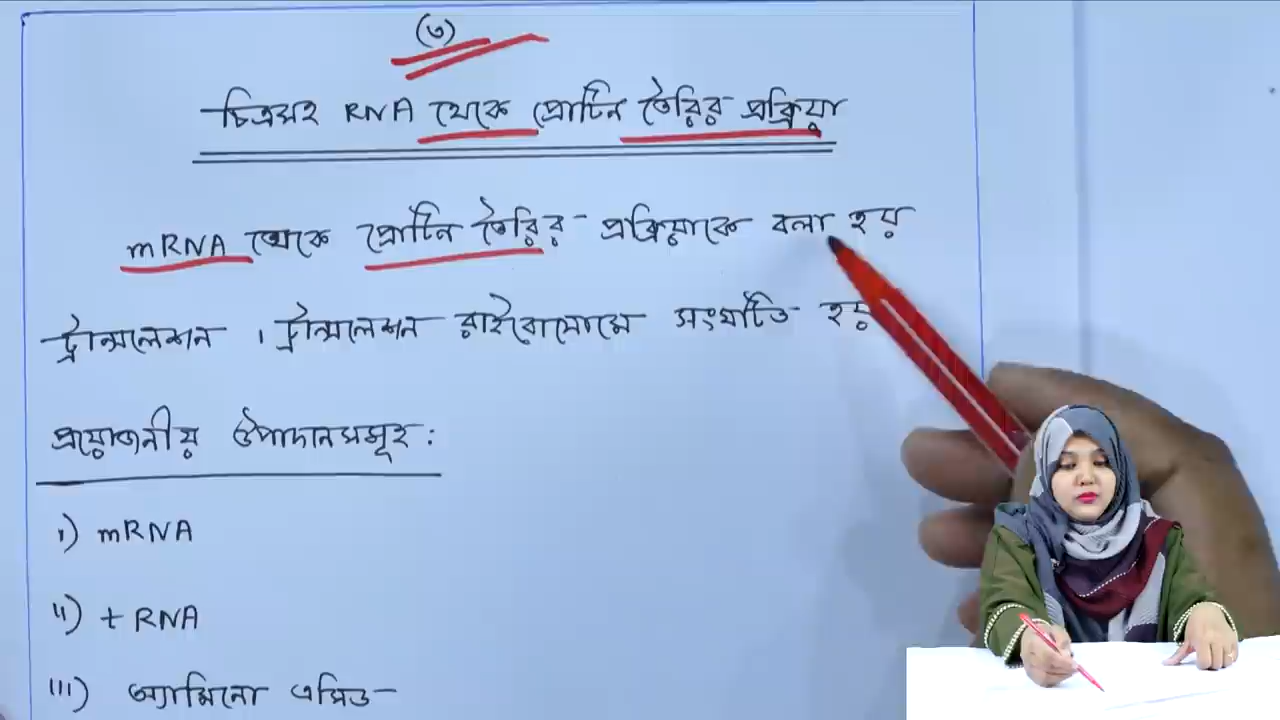 (৩)
চিত্রসহ RNA থেকে প্রোটিন তৈরির প্রক্রিয়া
mRNA থেকে প্রোটিন তৈরির প্রক্রিয়াকে বলা হয়
ট্রান্সলেশন । ট্রান্সলেশন রাইবোসোমে সংঘটিত হয়
প্রয়োজনীয় উপাদানসমূহ :
i) mRNA
ii) tRNA
iii) অ্যামিনো এসিড